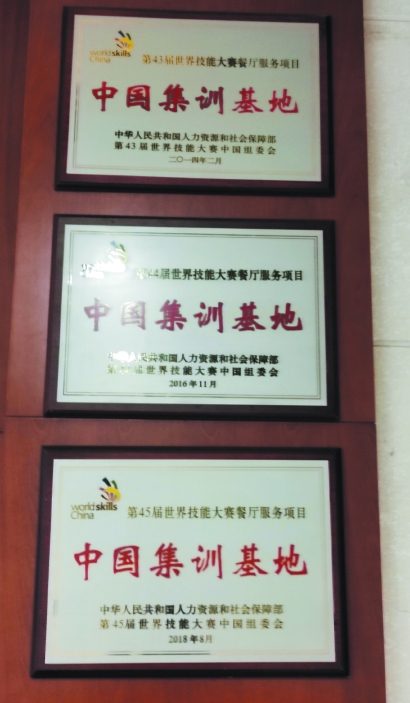 worldskills
China
第43届世界技能大赛餐厅服务项目
中国集训基地
中华人民共和国人力资源和社会保障部
第43届世界技能大赛中国组委会
二〇一四年二月
44届世界技能大赛餐厅服务项目
中国集训基地
中华人民共和国人力资源和社会保障部
届世界技能大赛中国组委会
2016年11月
worldskills
China
第45届世界技能大赛餐厅服务项目
中国集训基地
中华人民共和国人力资源和社会保障部
第45届世界技能大赛中国组委会
2018年8月